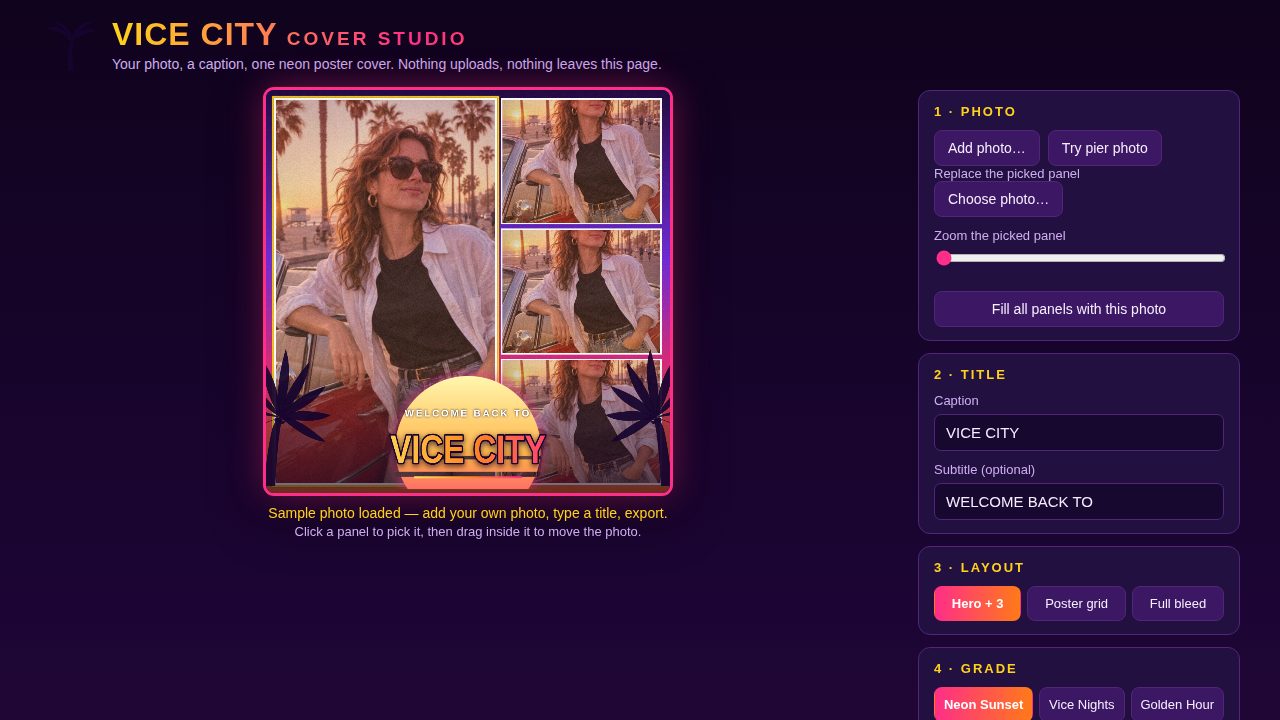 VICE CITY COVER STUDIO
Your photo, a caption, one neon poster cover. Nothing uploads, nothing leaves this page.
WELCOME BACK TO
VICE CITY
Sample photo loaded — add your own photo, type a title, export.
Click a panel to pick it, then drag inside it to move the photo.
1 · PHOTO
Add photo… Try pier photo
Replace the picked panel
Choose photo…
Zoom the picked panel
Fill all panels with this photo
2 · TITLE
Caption
VICE CITY
Subtitle (optional)
WELCOME BACK TO
3 · LAYOUT
Hero + 3 Poster grid Full bleed
4 · GRADE
Neon Sunset Vice Nights Golden Hour